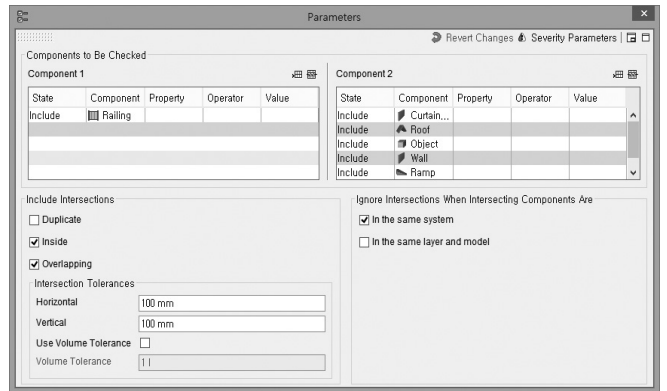 Parameters
Revert Changes Severity Parameters
Components to Be Checked
Component 1
State Component Property Operator Value
Include Railing
Component 2
State Component Property Operator Value
Include Curtain...
Include Roof
Include Object
Include Wall
Include Ramp
Include Intersections
Duplicate
Inside
Overlapping
Intersection Tolerances
Horizontal 100 mm
Vertical 100 mm
Use Volume Tolerance
Volume Tolerance 1 l
Ignore Intersections When Intersecting Components Are
In the same system
In the same layer and model